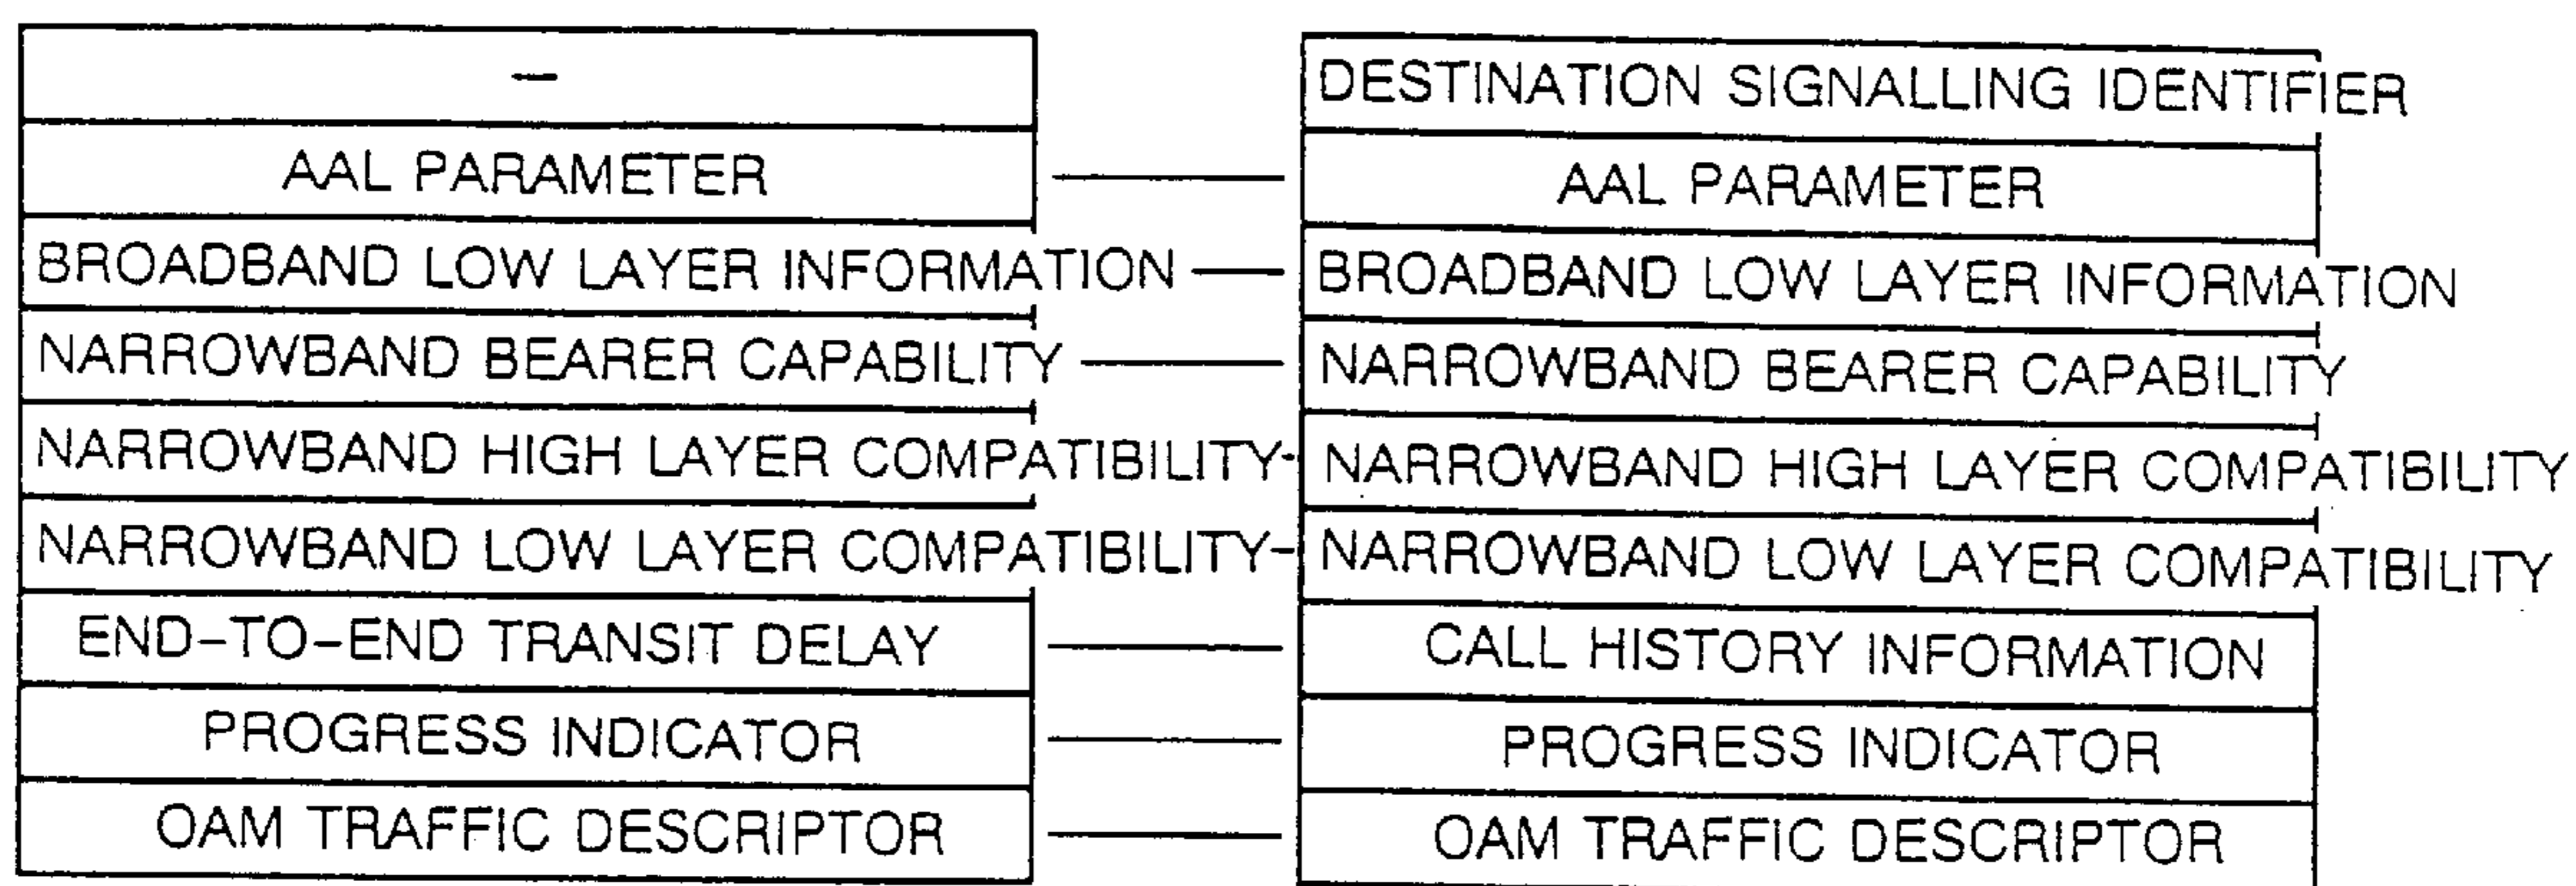 – DESTINATION SIGNALLING IDENTIFIER
AAL PARAMETER AAL PARAMETER
BROADBAND LOW LAYER INFORMATION BROADBAND LOW LAYER INFORMATION
NARROWBAND BEARER CAPABILITY NARROWBAND BEARER CAPABILITY
NARROWBAND HIGH LAYER COMPATIBILITY NARROWBAND HIGH LAYER COMPATIBILITY
NARROWBAND LOW LAYER COMPATIBILITY NARROWBAND LOW LAYER COMPATIBILITY
END-TO-END TRANSIT DELAY CALL HISTORY INFORMATION
PROGRESS INDICATOR PROGRESS INDICATOR
OAM TRAFFIC DESCRIPTOR OAM TRAFFIC DESCRIPTOR